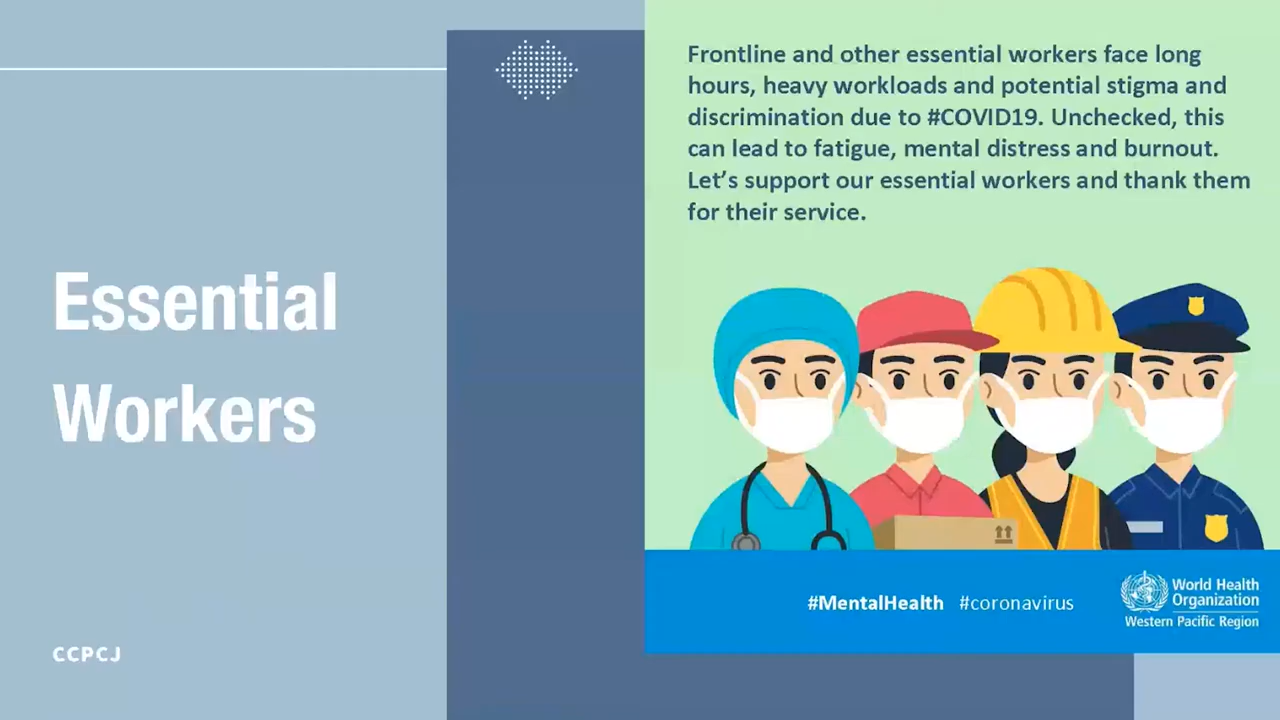 Essential
Workers
CCPCJ
Frontline and other essential workers face long
hours, heavy workloads and potential stigma and
discrimination due to #COVID19. Unchecked, this
can lead to fatigue, mental distress and burnout.
Let’s support our essential workers and thank them
for their service.
#MentalHealth #coronavirus
World Health
Organization
Western Pacific Region